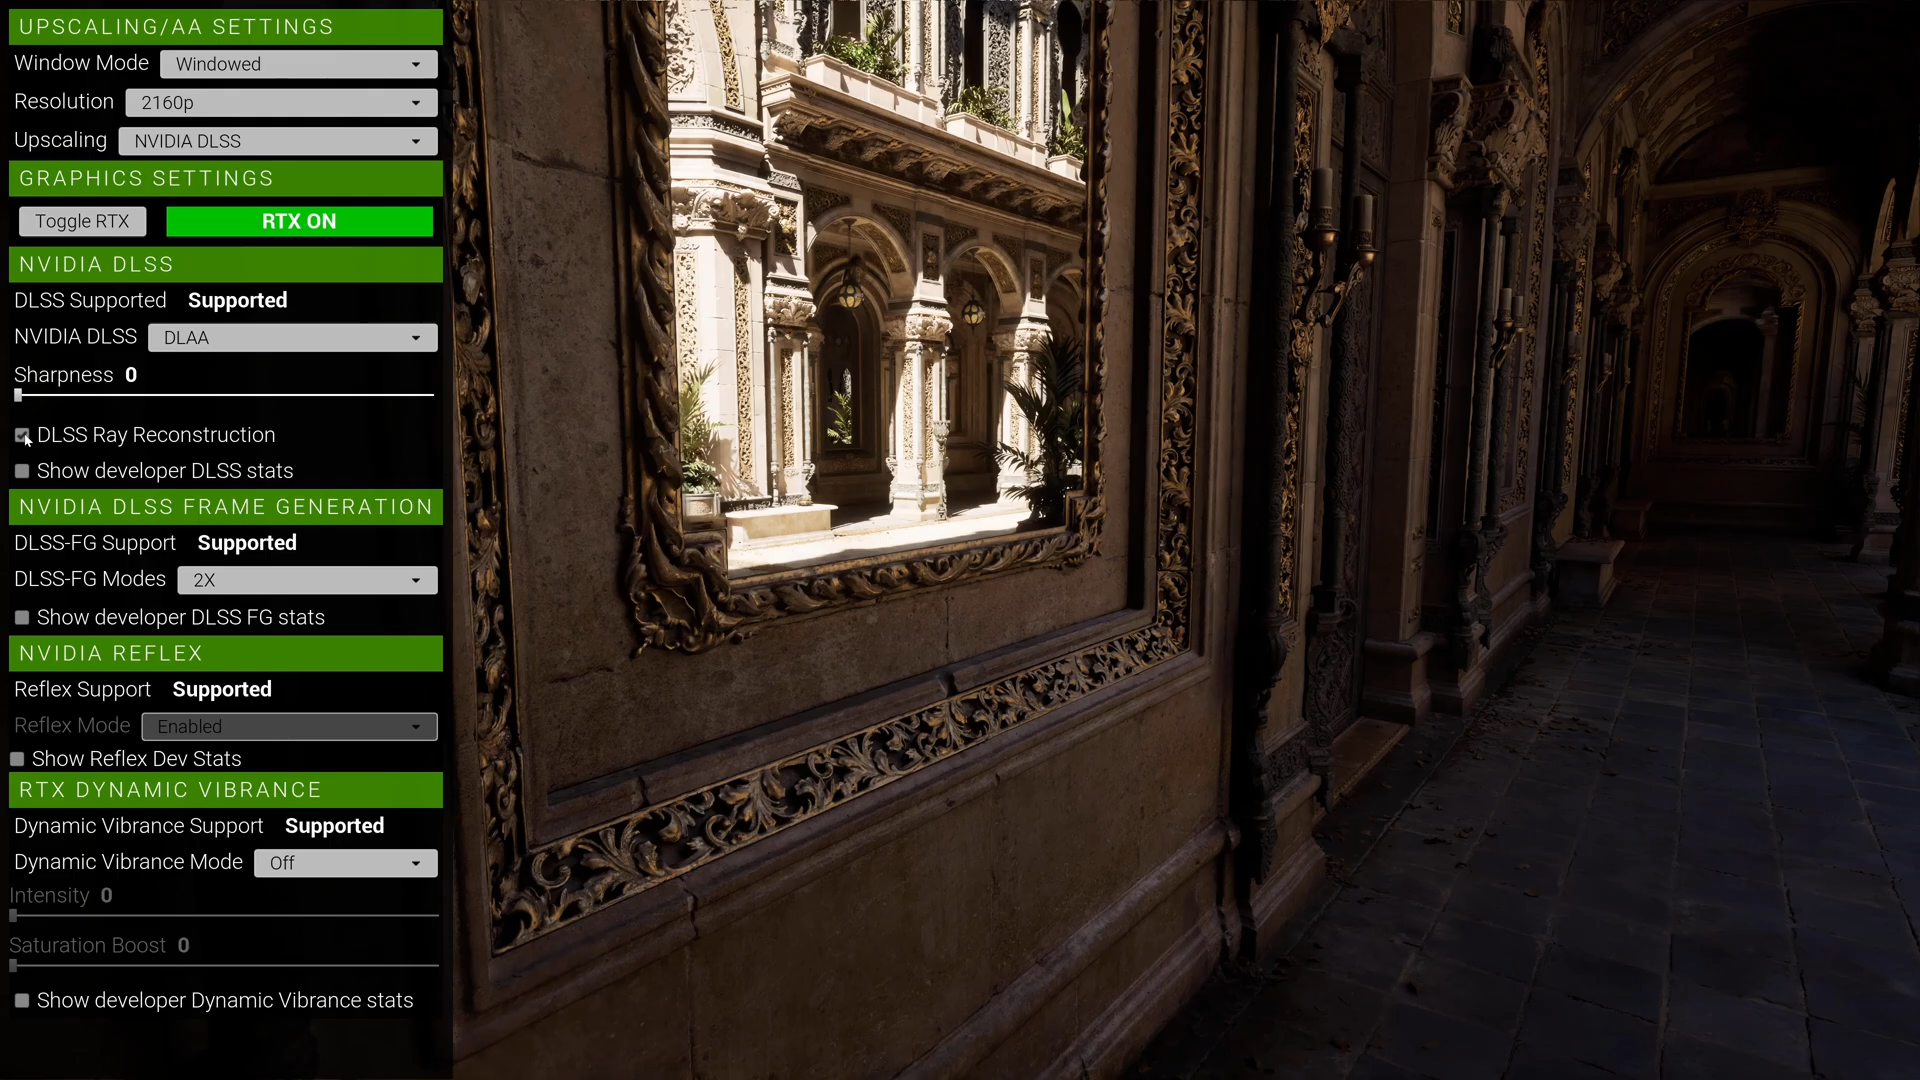 UPSCALING/AA SETTINGS
Window Mode Windowed
Resolution 2160p
Upscaling NVIDIA DLSS
GRAPHICS SETTINGS
Toggle RTX RTX ON
NVIDIA DLSS
DLSS Supported Supported
NVIDIA DLSS DLAA
Sharpness 0
DLSS Ray Reconstruction
Show developer DLSS stats
NVIDIA DLSS FRAME GENERATION
DLSS-FG Support Supported
DLSS-FG Modes 2X
Show developer DLSS FG stats
NVIDIA REFLEX
Reflex Support Supported
Reflex Mode Enabled
Show Reflex Dev Stats
RTX DYNAMIC VIBRANCE
Dynamic Vibrance Support Supported
Dynamic Vibrance Mode Off
Intensity 0
Saturation Boost 0
Show developer Dynamic Vibrance stats